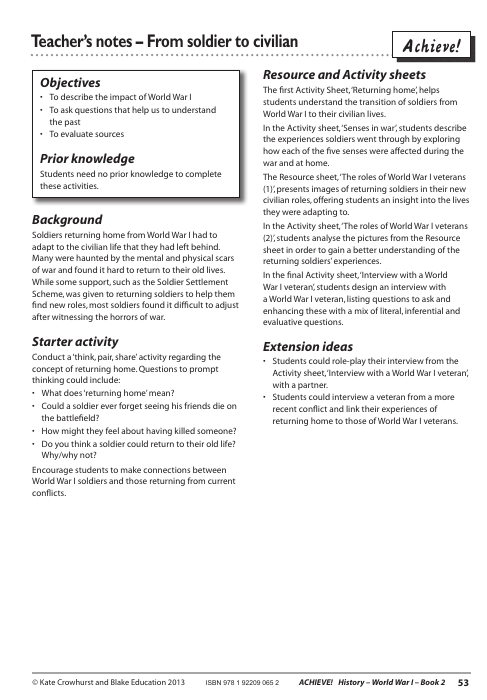 Teacher's notes – From soldier to civilian
Achieve!
Objectives
• To describe the impact of World War I
• To ask questions that help us to understand
the past
• To evaluate sources
Prior knowledge
Students need no prior knowledge to complete
these activities.
Background
Soldiers returning home from World WarI had to
adapt to the civilian life that they had left behind.
Many were haunted by the mental and physical scars
of war and found it hard to return to their old lives.
While some support, such as the Soldier Settlement
Scheme, was given to returning soldiers to help them
find new roles, most soldiers found it difficult to adjust
after witnessing the horrors of war.
Starter activity
Conduct a 'think, pair, share' activity regarding the
concept of returning home. Questions to prompt
thinking could include:
• What does 'returning home' mean?
• Could a soldier ever forget seeing his friends die on
the battlefield?
• How might they feel about having killed someone?
• Do you think a soldier could return to their old life?
Why/why not?
Encourage students to make connections between
World War I soldiers and those returning from current
conflicts.
Resource and Activity sheets
The first Activity Sheet, 'Returning home', helps
students understand the transition of soldiers from
World War I to their civilian lives.
In the Activity sheet, 'Senses in war', students describe
the experiences soldiers went through by exploring
how each of the five senses were affected during the
war and at home.
The Resource sheet, 'The roles of World War I veterans
(1)', presents images of returning soldiers in their new
civilian roles, offering students an insight into the lives
they were adapting to.
In the Activity sheet, 'The roles of World War I veterans
(2)', students analyse the pictures from the Resource
sheet in order to gain a better understanding of the
returning soldiers' experiences.
In the final Activity sheet, 'Interview with a World
War I veteran', students design an interview with
a World War I veteran, listing questions to ask and
enhancing these with a mix of literal, inferential and
evaluative questions.
Extension ideas
• Students could role-play their interview from the
Activity sheet, 'Interview with a World War I veteran',
with a partner.
• Students could interview a veteran from a more
recent conflict and link their experiences of
returning home to those of World War I veterans.
© Kate Crowhurst and Blake Education 2013 ISBN 978 1 92209 065 2 ACHIEVE! History – World War I – Book 2 53